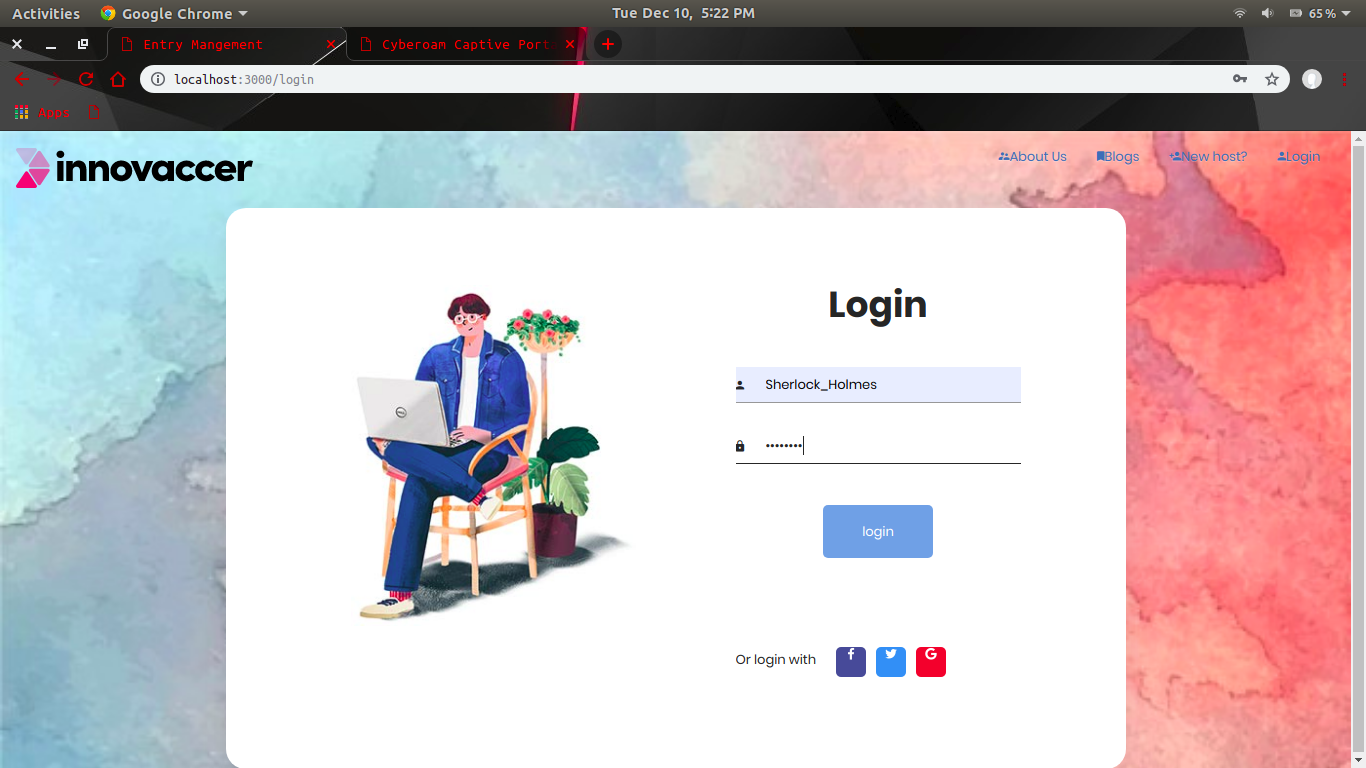 Activities Google Chrome Tue Dec 10, 5:22 PM 65%
Entry Mangement Cyberoam Captive Port
localhost:3000/login
Apps
innovaccer About Us Blogs New host? Login
Login
Sherlock_Holmes
••••••••
login
Or login with
DELL